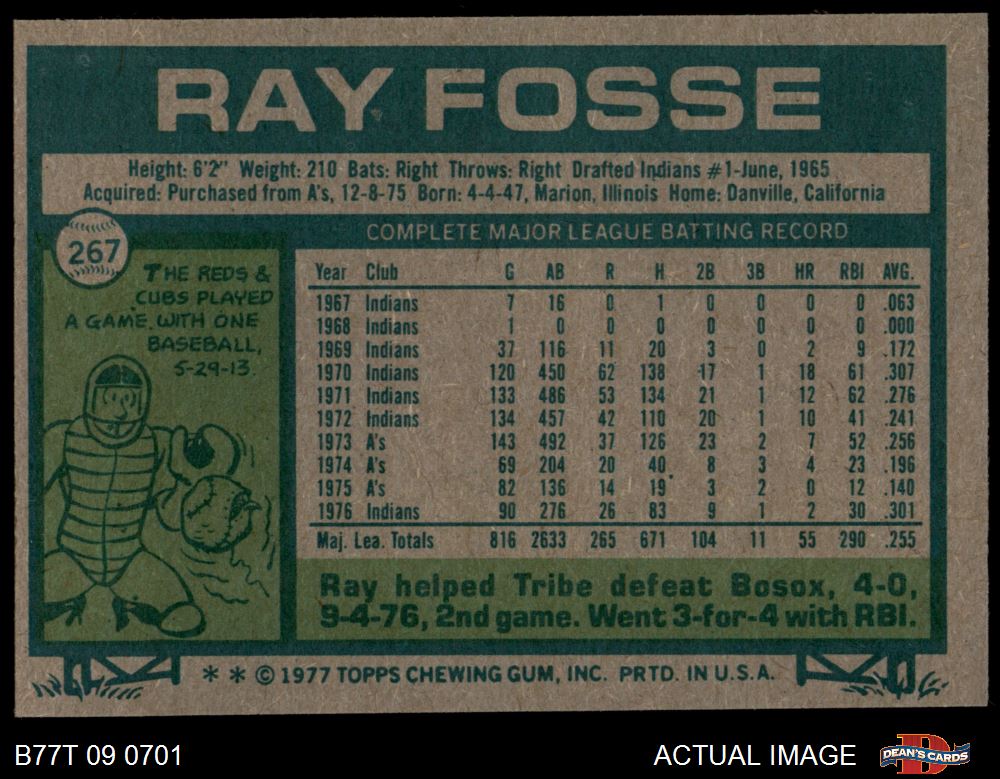 RAY FOSSE
Height: 6'2" Weight: 210 Bats: Right Throws: Right Drafted Indians #1-June, 1965
Acquired: Purchased from A's, 12-8-75 Born: 4-4-47, Marion, Illinois Home: Danville, California
267
THE REDS &
CUBS PLAYED
A GAME WITH ONE
BASEBALL,
5-29-13.
COMPLETE MAJOR LEAGUE BATTING RECORD
Year Club G AB R H 2B 3B HR RBI AVG.
1967 Indians 7 16 0 1 0 0 0 0 .063
1968 Indians 1 0 0 0 0 0 0 0 .000
1969 Indians 37 116 11 20 3 0 2 9 .172
1970 Indians 120 450 62 138 17 1 18 61 .307
1971 Indians 133 486 53 134 21 1 12 62 .276
1972 Indians 134 457 42 110 20 1 10 41 .241
1973 A's 143 492 37 126 23 2 7 52 .256
1974 A's 69 204 20 40 8 3 4 23 .196
1975 A's 82 136 14 19 3 2 0 12 .140
1976 Indians 90 276 26 83 9 1 2 30 .301
Maj. Lea. Totals 816 2633 265 671 104 11 55 290 .255
Ray helped Tribe defeat Bosox, 4-0,
9-4-76, 2nd game. Went 3-for-4 with RBI.
* * © 1977 TOPPS CHEWING GUM, INC. PRTD. IN U.S.A.
B77T 09 0701 ACTUAL IMAGE DEAN'S CARDS